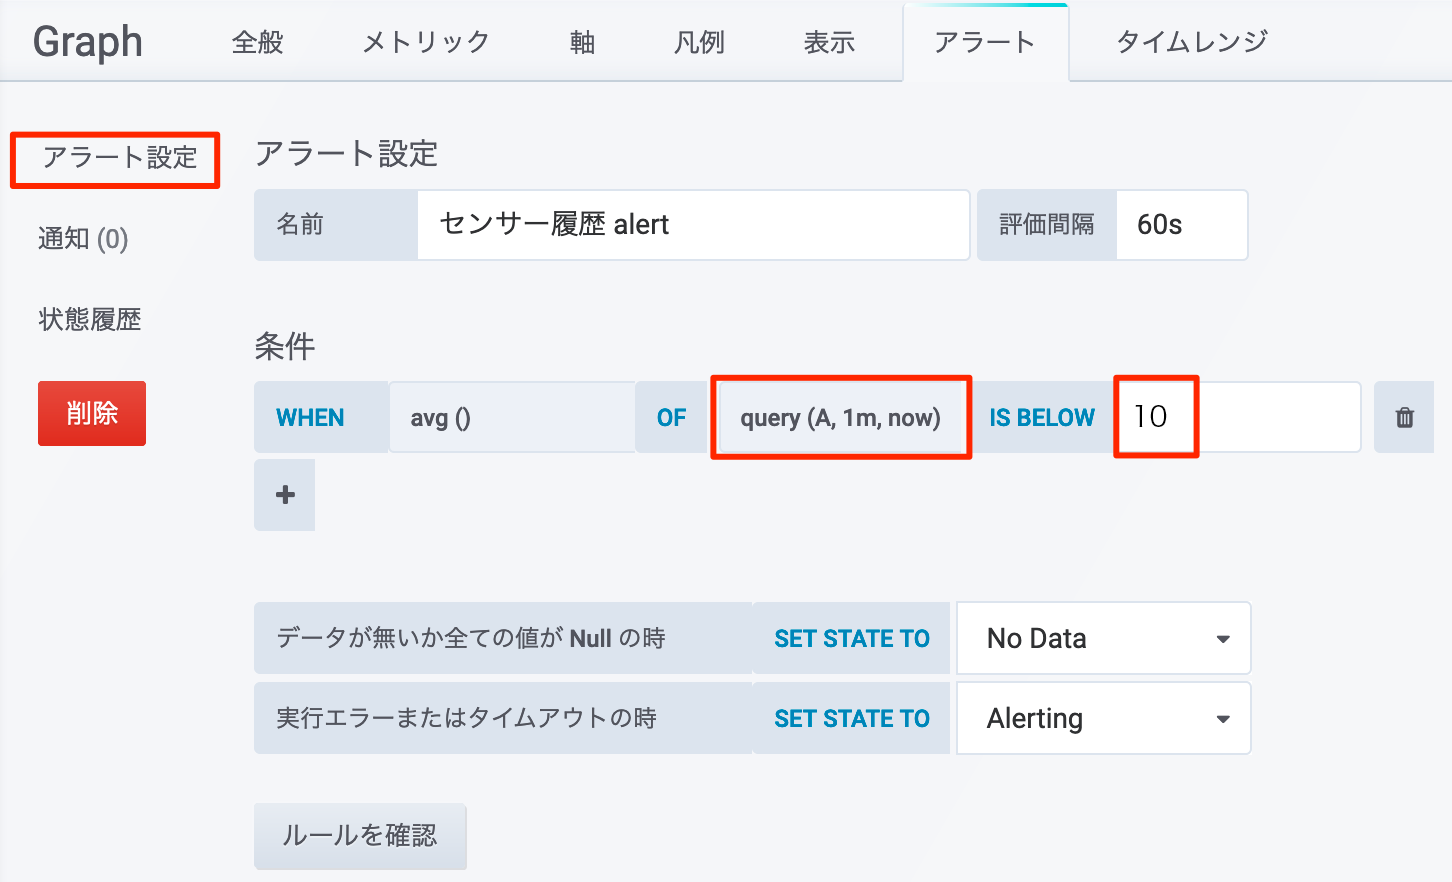 Graph 全般 メトリック 軸 凡例 表示 アラート タイムレンジ
アラート設定
通知 (0)
状態履歴
削除
アラート設定
名前 センサー履歴 alert 評価間隔 60s
条件
WHEN avg () OF query (A, 1m, now) IS BELOW 10
+
データが無いか全ての値が Null の時 SET STATE TO No Data
実行エラーまたはタイムアウトの時 SET STATE TO Alerting
ルールを確認